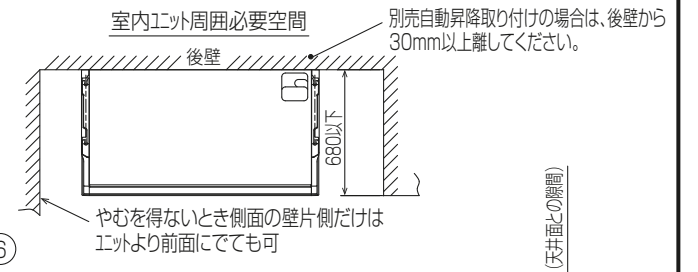 室内ユニット周囲必要空間
別売自動昇降取り付けの場合は、後壁から
30mm以上離してください。
後壁
680以下
やむを得ないとき側面の壁片側だけは
ユニットより前面にでても可
(天井面との隙間)